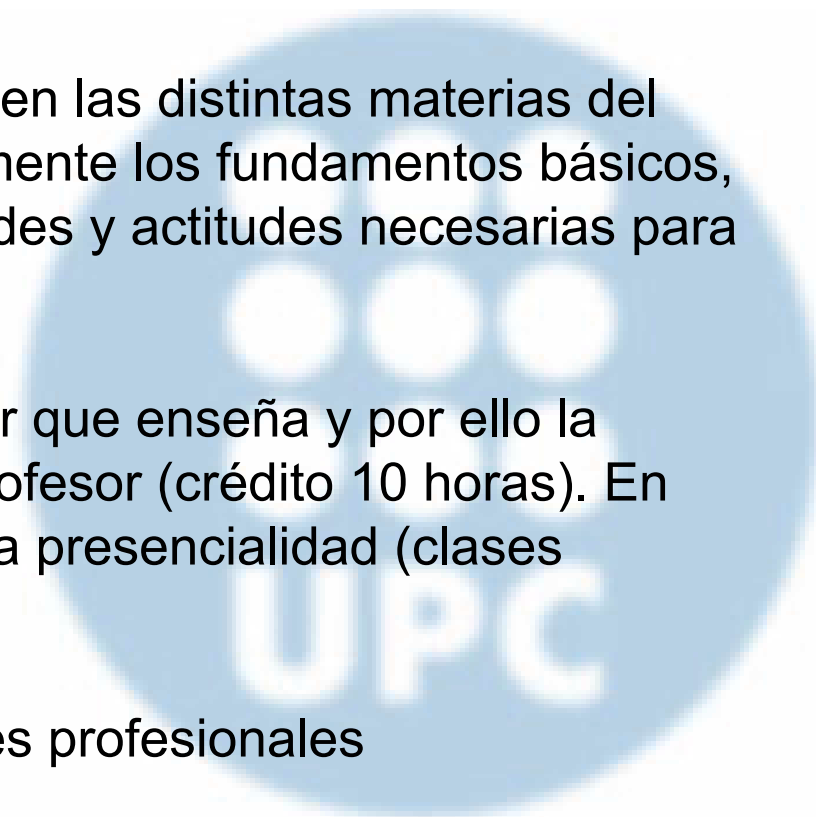 en las distintas materias del
mente los fundamentos básicos,
des y actitudes necesarias para
r que enseña y por ello la
ofesor (crédito 10 horas). En
a presencialidad (clases
UPC
es profesionales